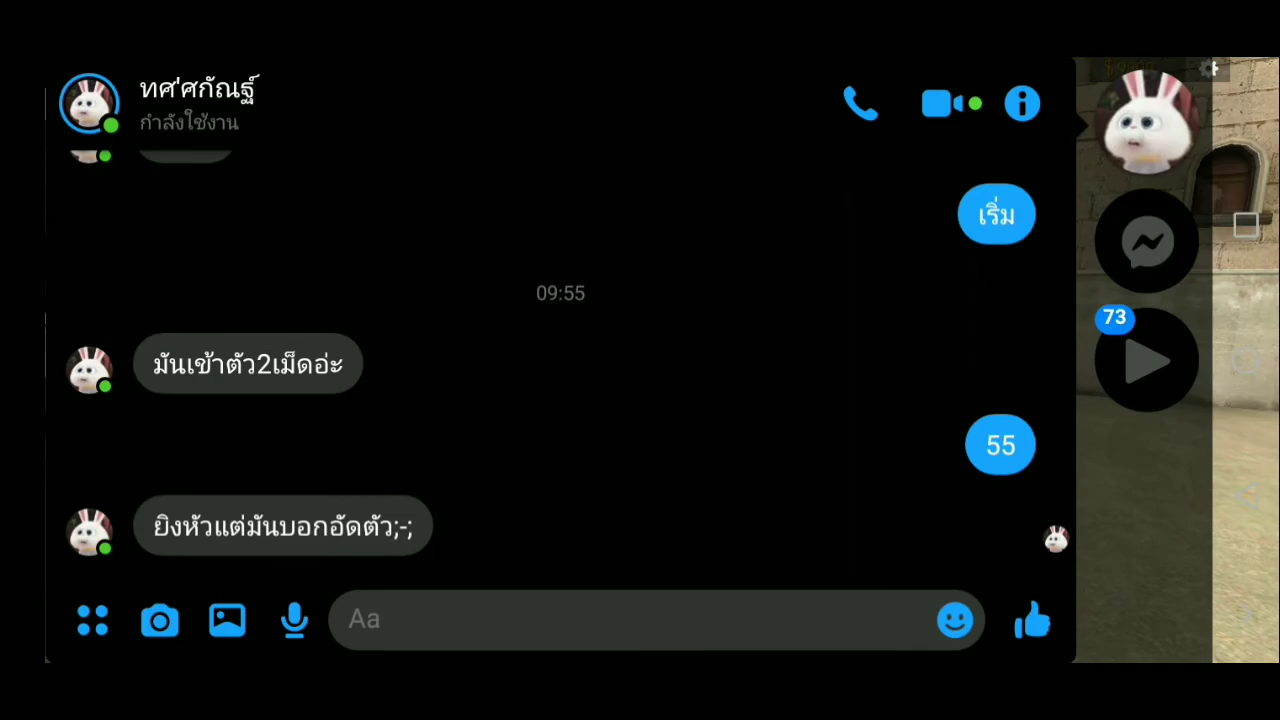 ทศ'ศกัณฐ์
กำลังใช้งาน
เริ่ม
09:55
มันเข้าตัว2เม็ดอ่ะ
55
ยิงหัวแต่มันบอกอัดตัว;-;
Aa
73